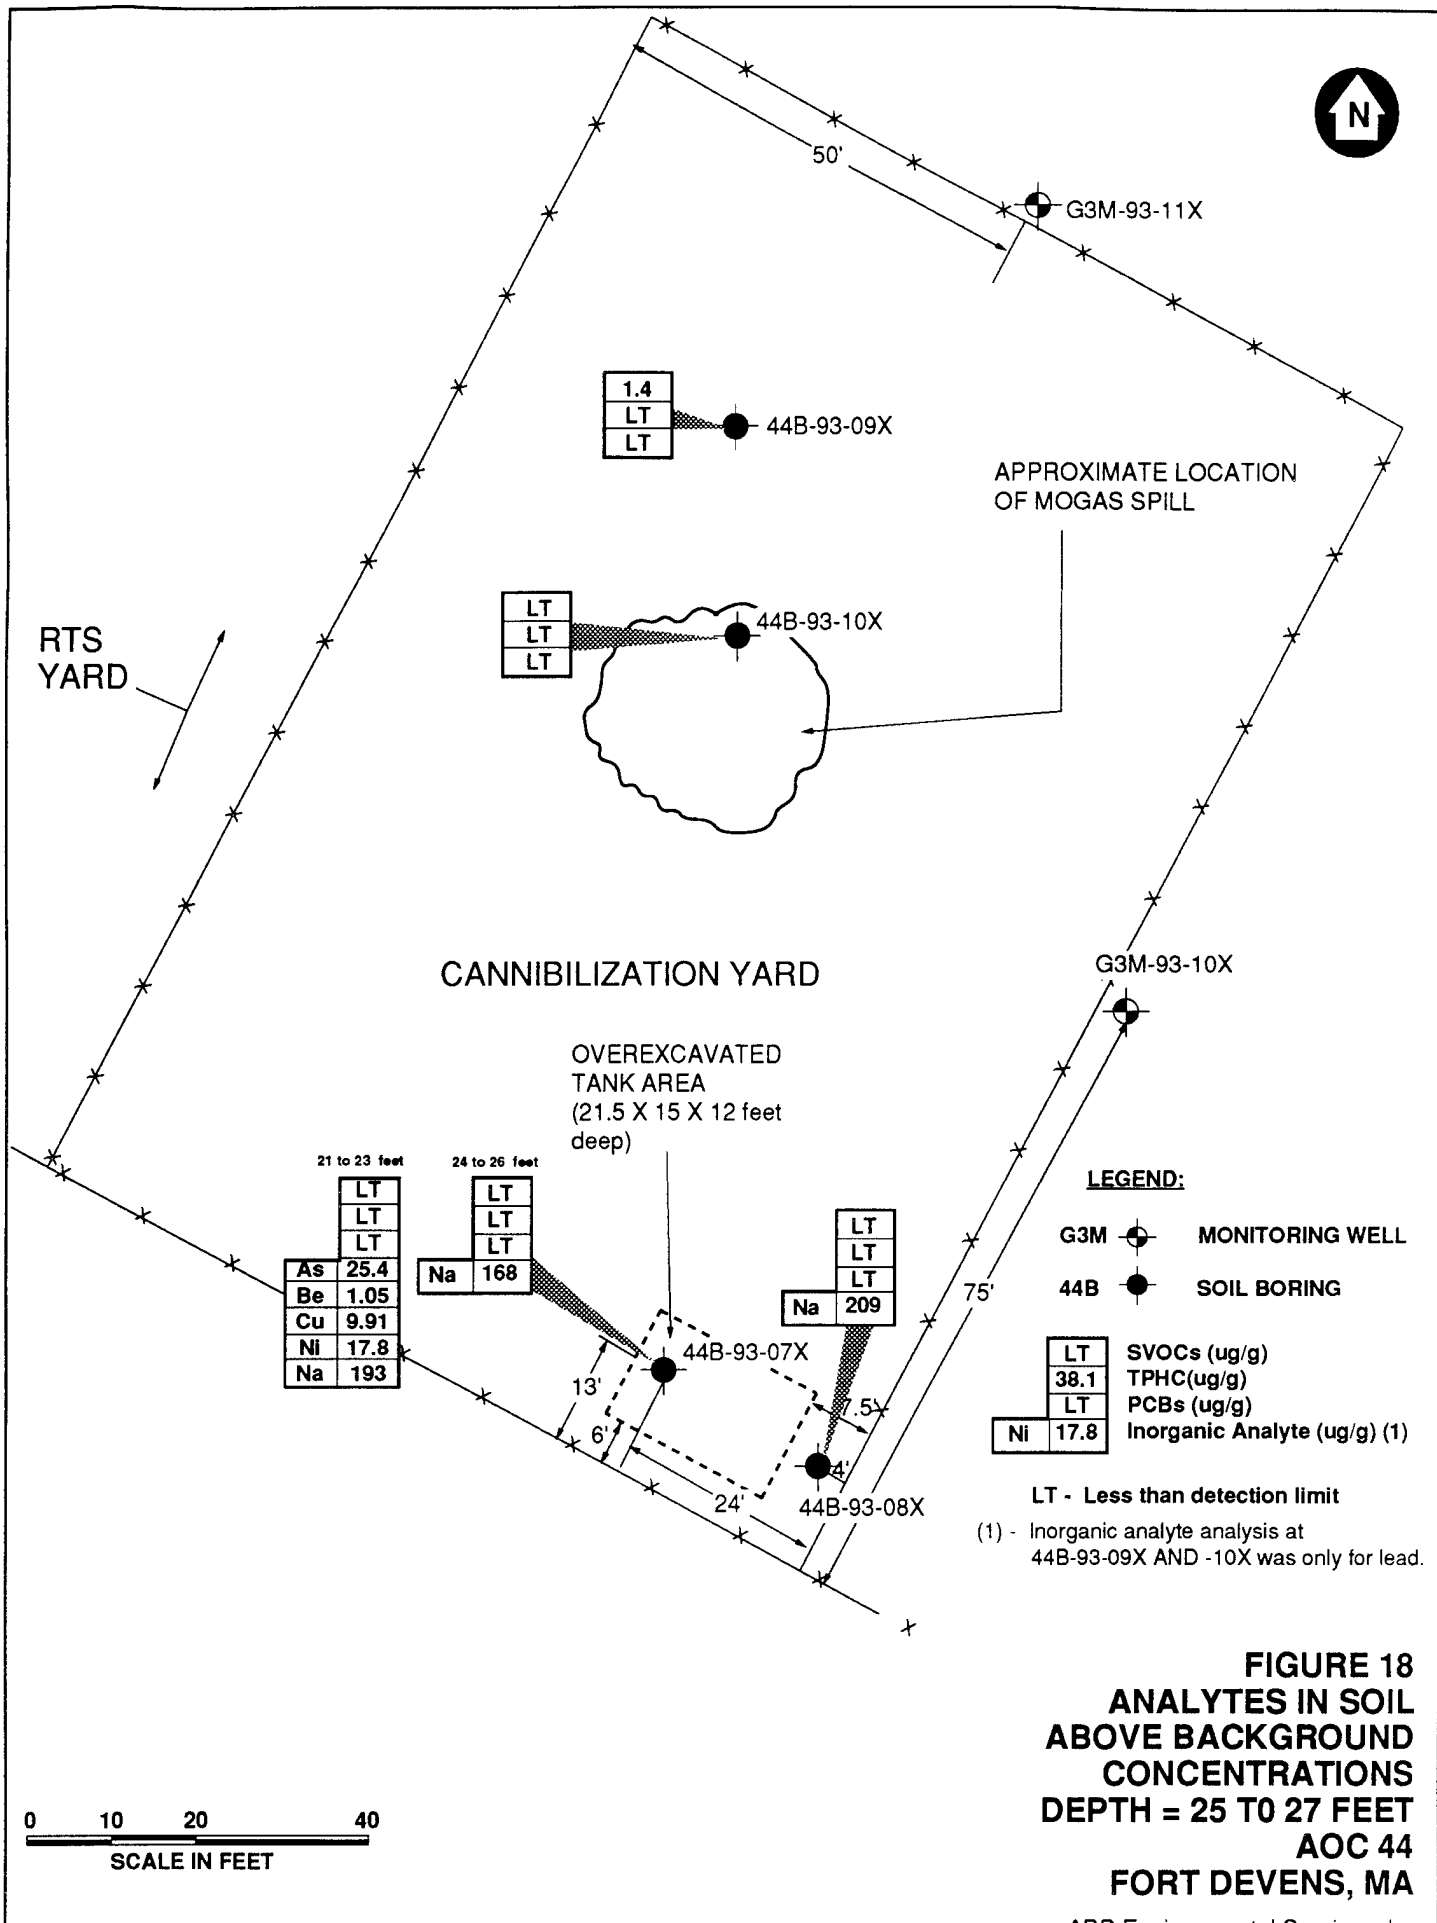 N
50'
G3M-93-11X
1.4
LT
LT
44B-93-09X
APPROXIMATE LOCATION
OF MOGAS SPILL
LT
LT
LT
44B-93-10X
RTS
YARD
CANNIBILIZATION YARD
G3M-93-10X
OVEREXCAVATED
TANK AREA
(21.5 X 15 X 12 feet
deep)
21 to 23 feet
LT
LT
LT
As 25.4
Be 1.05
Cu 9.91
Ni 17.8
Na 193
24 to 26 feet
LT
LT
LT
Na 168
LT
LT
LT
Na 209
44B-93-07X
13'
6'
24'
7.5'
4'
44B-93-08X
75'
LEGEND:
G3M MONITORING WELL
44B SOIL BORING
LT SVOCs (ug/g)
38.1 TPHC(ug/g)
LT PCBs (ug/g)
Ni 17.8 Inorganic Analyte (ug/g) (1)
LT - Less than detection limit
(1) - Inorganic analyte analysis at
44B-93-09X AND -10X was only for lead.
FIGURE 18
ANALYTES IN SOIL
ABOVE BACKGROUND
CONCENTRATIONS
DEPTH = 25 T0 27 FEET
AOC 44
FORT DEVENS, MA
0 10 20 40
SCALE IN FEET